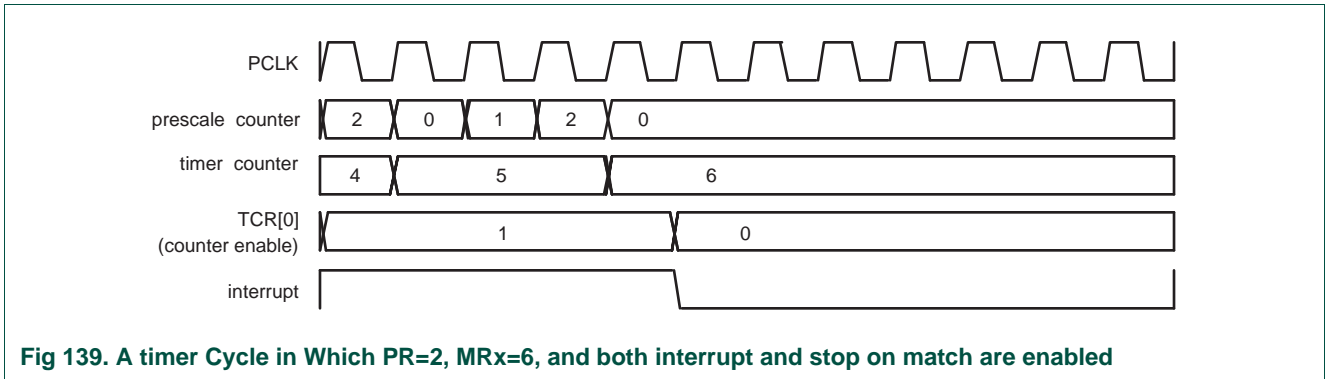 PCLK
prescale counter 2 0 1 2 0
timer counter 4 5 6
TCR[0]
(counter enable) 1 0
interrupt
Fig 139. A timer Cycle in Which PR=2, MRx=6, and both interrupt and stop on match are enabled